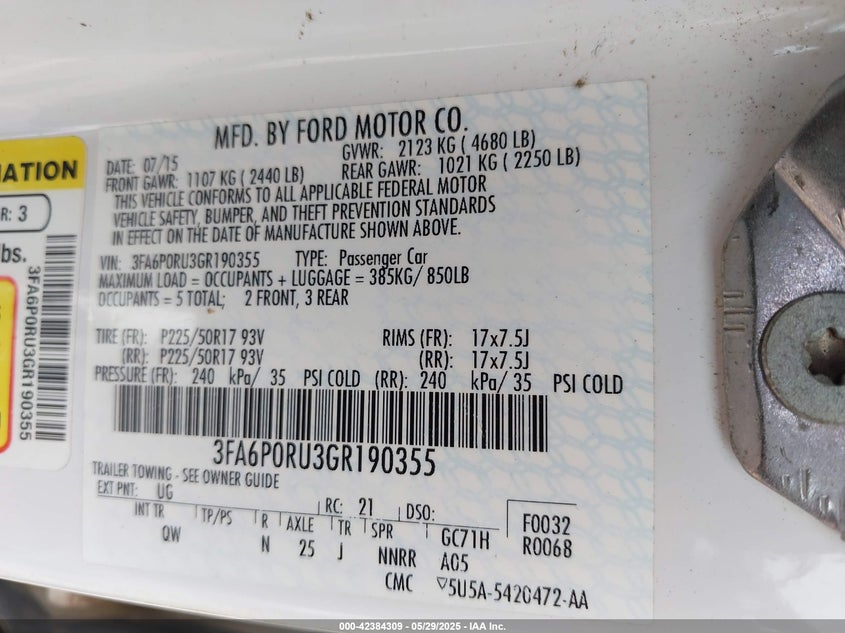 MFD. BY FORD MOTOR CO.
DATE: 07/15 GVWR: 2123 KG ( 4680 LB)
FRONT GAWR: 1107 KG ( 2440 LB) REAR GAWR: 1021 KG ( 2250 LB)
THIS VEHICLE CONFORMS TO ALL APPLICABLE FEDERAL MOTOR
VEHICLE SAFETY, BUMPER, AND THEFT PREVENTION STANDARDS
IN EFFECT ON THE DATE OF MANUFACTURE SHOWN ABOVE.
VIN: 3FA6P0RU3GR190355 TYPE: Passenger Car
MAXIMUM LOAD = OCCUPANTS + LUGGAGE = 385KG/ 850LB
OCCUPANTS = 5 TOTAL; 2 FRONT, 3 REAR
TIRE (FR): P225/50R17 93V RIMS (FR): 17x7.5J
(RR): P225/50R17 93V (RR): 17x7.5J
PRESSURE (FR): 240 kPa/ 35 PSI COLD (RR): 240 kPa/ 35 PSI COLD
3FA6P0RU3GR190355
TRAILER TOWING - SEE OWNER GUIDE
EXT PNT: UG RC: 21 DSO:
INT TR TP/PS R AXLE TR SPR GC71H F0032
QW N 25 J NNRR A05 R0068
CMC ▽5U5A-5420472-AA
MATION
R: 3
lbs.
3FA6P0RU3GR190355
000-42384309 - 05/29/2025 - IAA Inc.